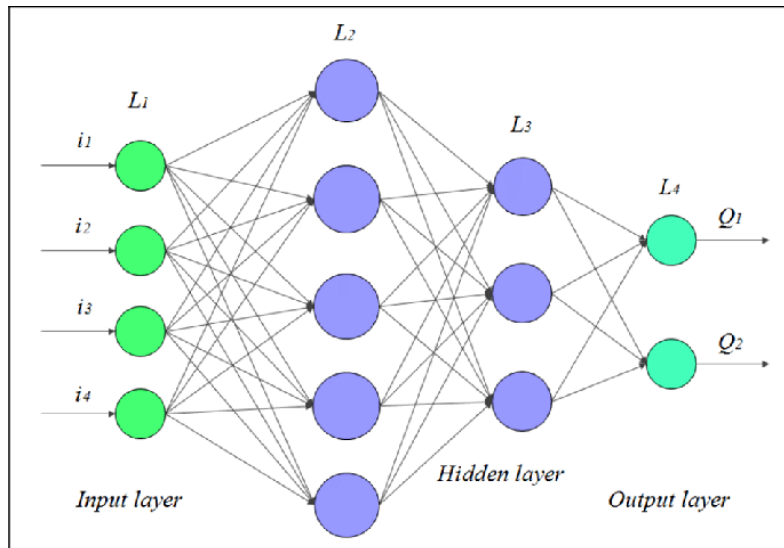 L2
L1
i1
L3
i2
L4
Q1
i3
Q2
i4
Hidden layer
Input layer
Output layer